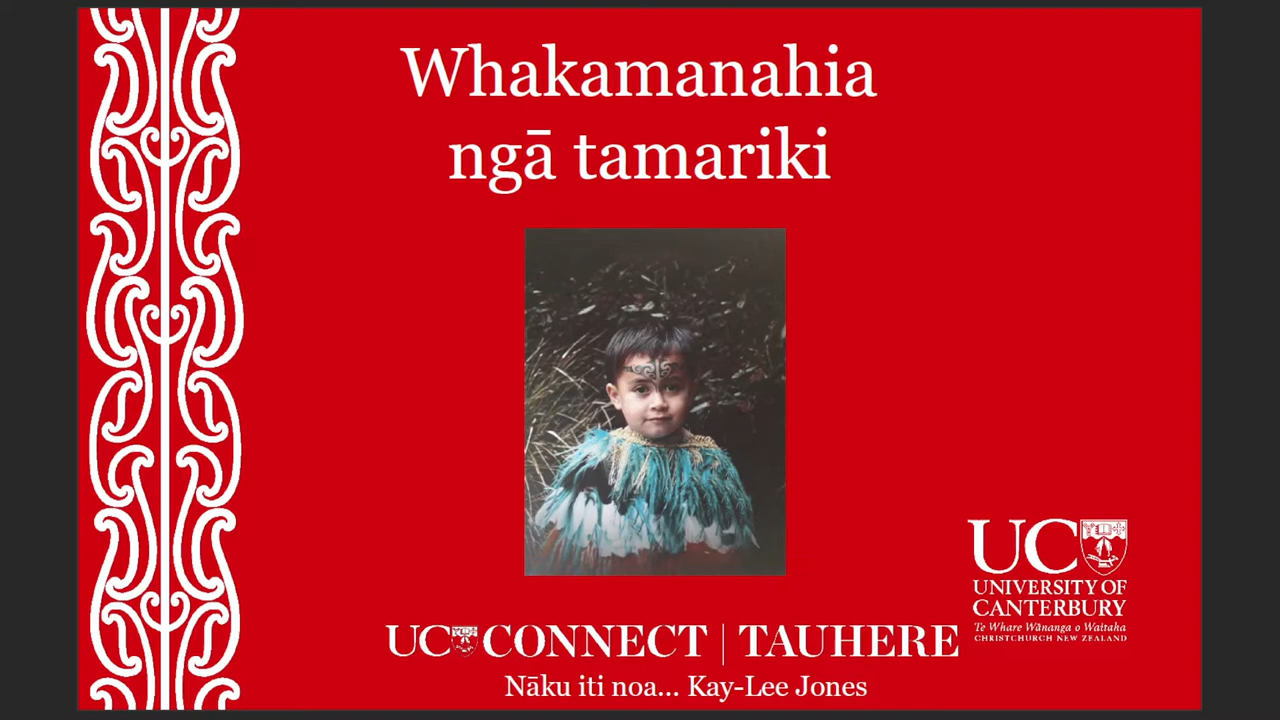 Whakamanahia
ngā tamariki
UC
UNIVERSITY OF
CANTERBURY
Te Whare Wānanga o Waitaha
CHRISTCHURCH NEW ZEALAND
UC CONNECT | TAUHERE
Nāku iti noa... Kay-Lee Jones